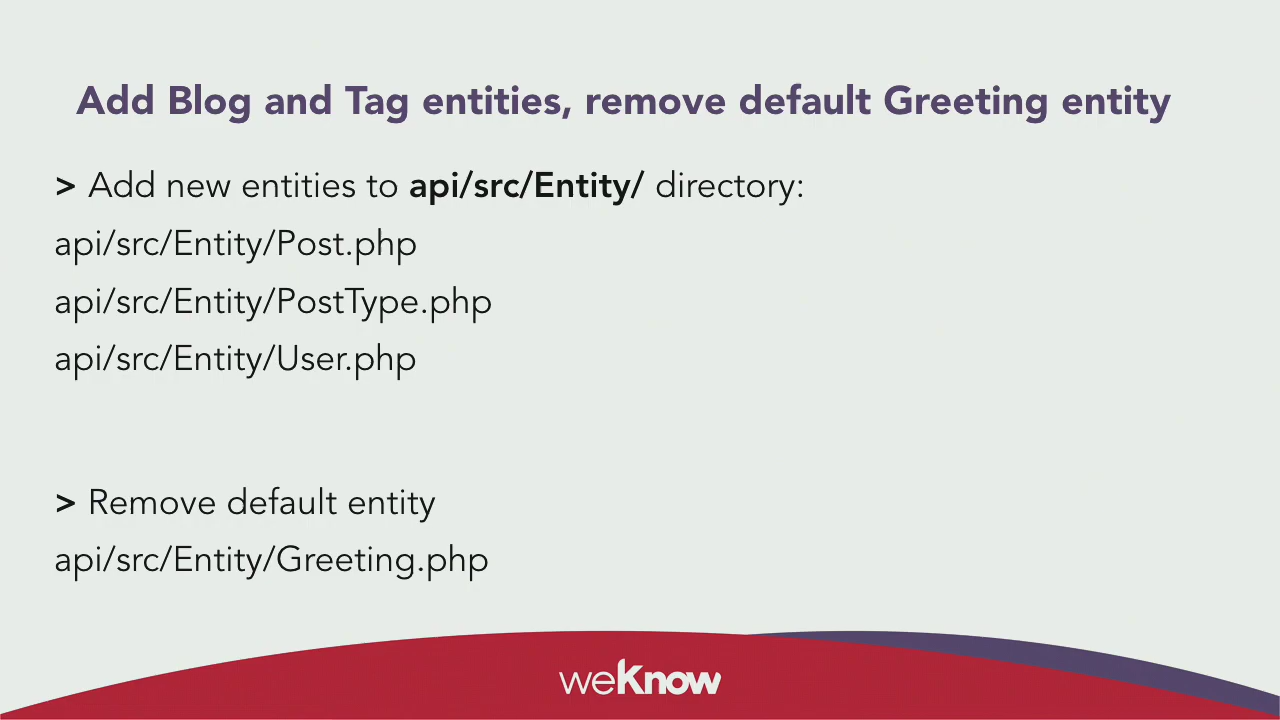 Add Blog and Tag entities, remove default Greeting entity
> Add new entities to api/src/Entity/ directory:
api/src/Entity/Post.php
api/src/Entity/PostType.php
api/src/Entity/User.php
> Remove default entity
api/src/Entity/Greeting.php
weKnow